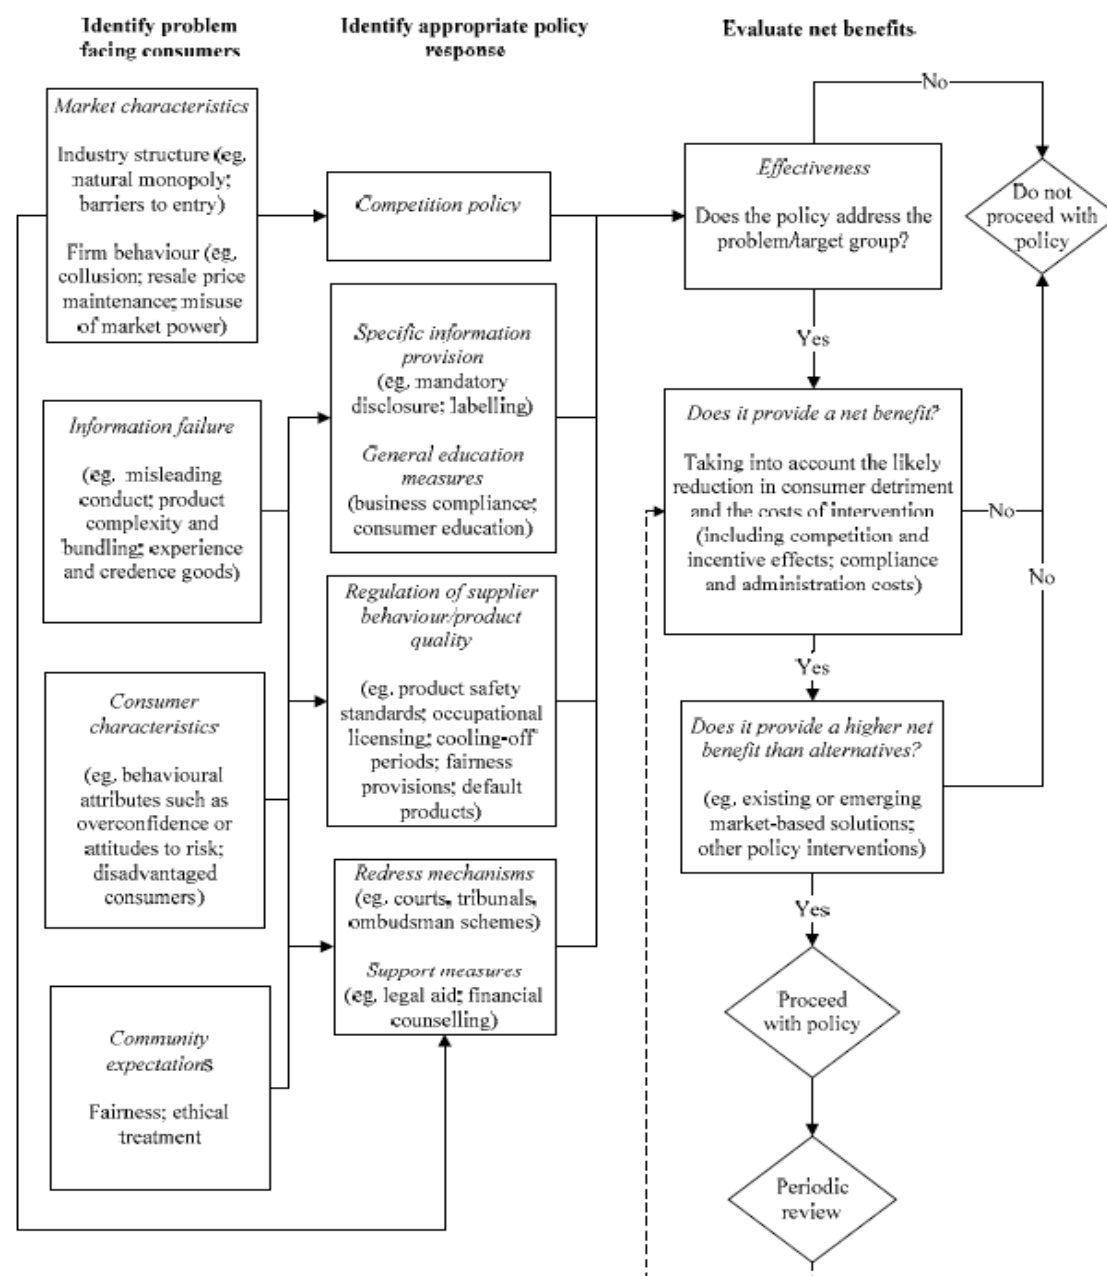 Identify problem
facing consumers
Identify appropriate policy
response
Evaluate net benefits
Market characteristics
Industry structure (eg,
natural monopoly;
barriers to entry)
Firm behaviour (eg,
collusion; resale price
maintenance; misuse
of market power)
Information failure
(eg, misleading
conduct; product
complexity and
bundling; experience
and credence goods)
Consumer
characteristics
(eg, behavioural
attributes such as
overconfidence or
attitudes to risk;
disadvantaged
consumers)
Community
expectations
Fairness; ethical
treatment
Competition policy
Specific information
provision
(eg, mandatory
disclosure; labelling)
General education
measures
(business compliance;
consumer education)
Regulation of supplier
behaviour/product
quality
(eg, product safety
standards; occupational
licensing; cooling-off
periods; fairness
provisions; default
products)
Redress mechanisms
(eg, courts, tribunals,
ombudsman schemes)
Support measures
(eg, legal aid; financial
counselling)
Effectiveness
Does the policy address the
problem/target group?
No
Do not
proceed with
policy
Yes
Does it provide a net benefit?
Taking into account the likely
reduction in consumer detriment
and the costs of intervention
(including competition and
incentive effects; compliance
and administration costs)
No
No
Yes
Does it provide a higher net
benefit than alternatives?
(eg, existing or emerging
market-based solutions;
other policy interventions)
Yes
Proceed
with policy
Periodic
review